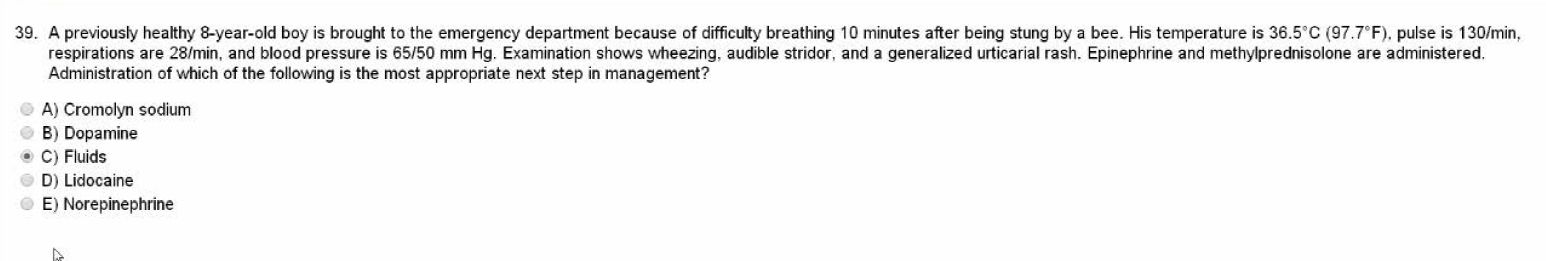 39. A previously healthy 8-year-old boy is brought to the emergency department because of difficulty breathing 10 minutes after being stung by a bee. His temperature is 36.5°C (97.7°F), pulse is 130/min,
respirations are 28/min, and blood pressure is 65/50 mm Hg. Examination shows wheezing, audible stridor, and a generalized urticarial rash. Epinephrine and methylprednisolone are administered.
Administration of which of the following is the most appropriate next step in management?
A) Cromolyn sodium
B) Dopamine
C) Fluids
D) Lidocaine
E) Norepinephrine